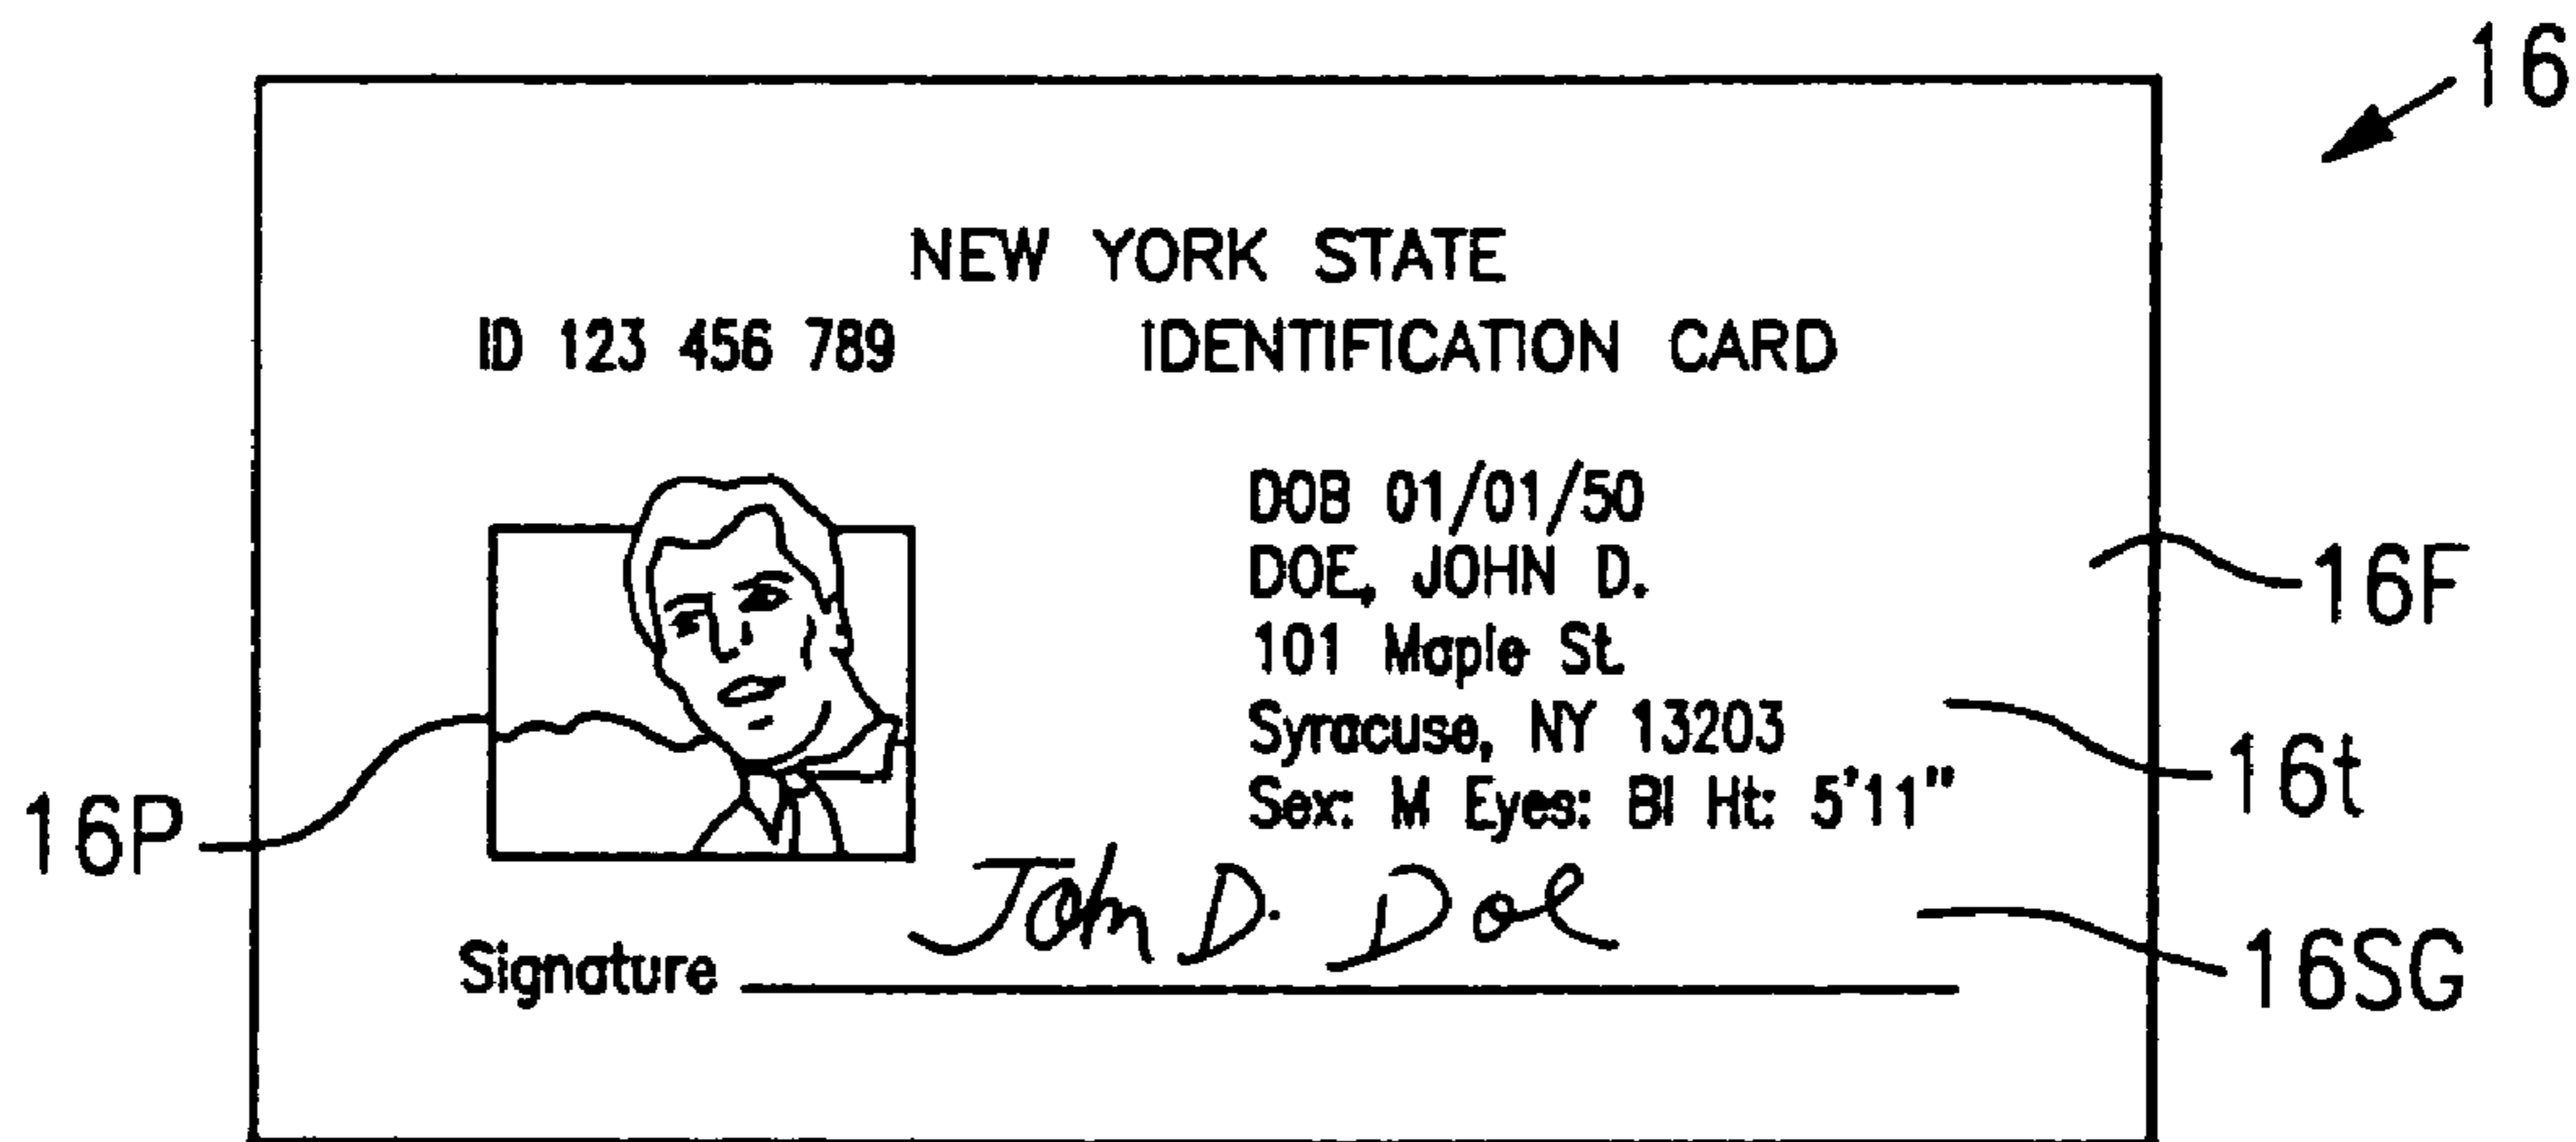 16
NEW YORK STATE
ID 123 456 789 IDENTIFICATION CARD
DOB 01/01/50
DOE, JOHN D.
16F
101 Maple St.
Syracuse, NY 13203
16t
Sex: M Eyes: Bl Ht: 5'11"
16P
John D. Doe
Signature
16SG